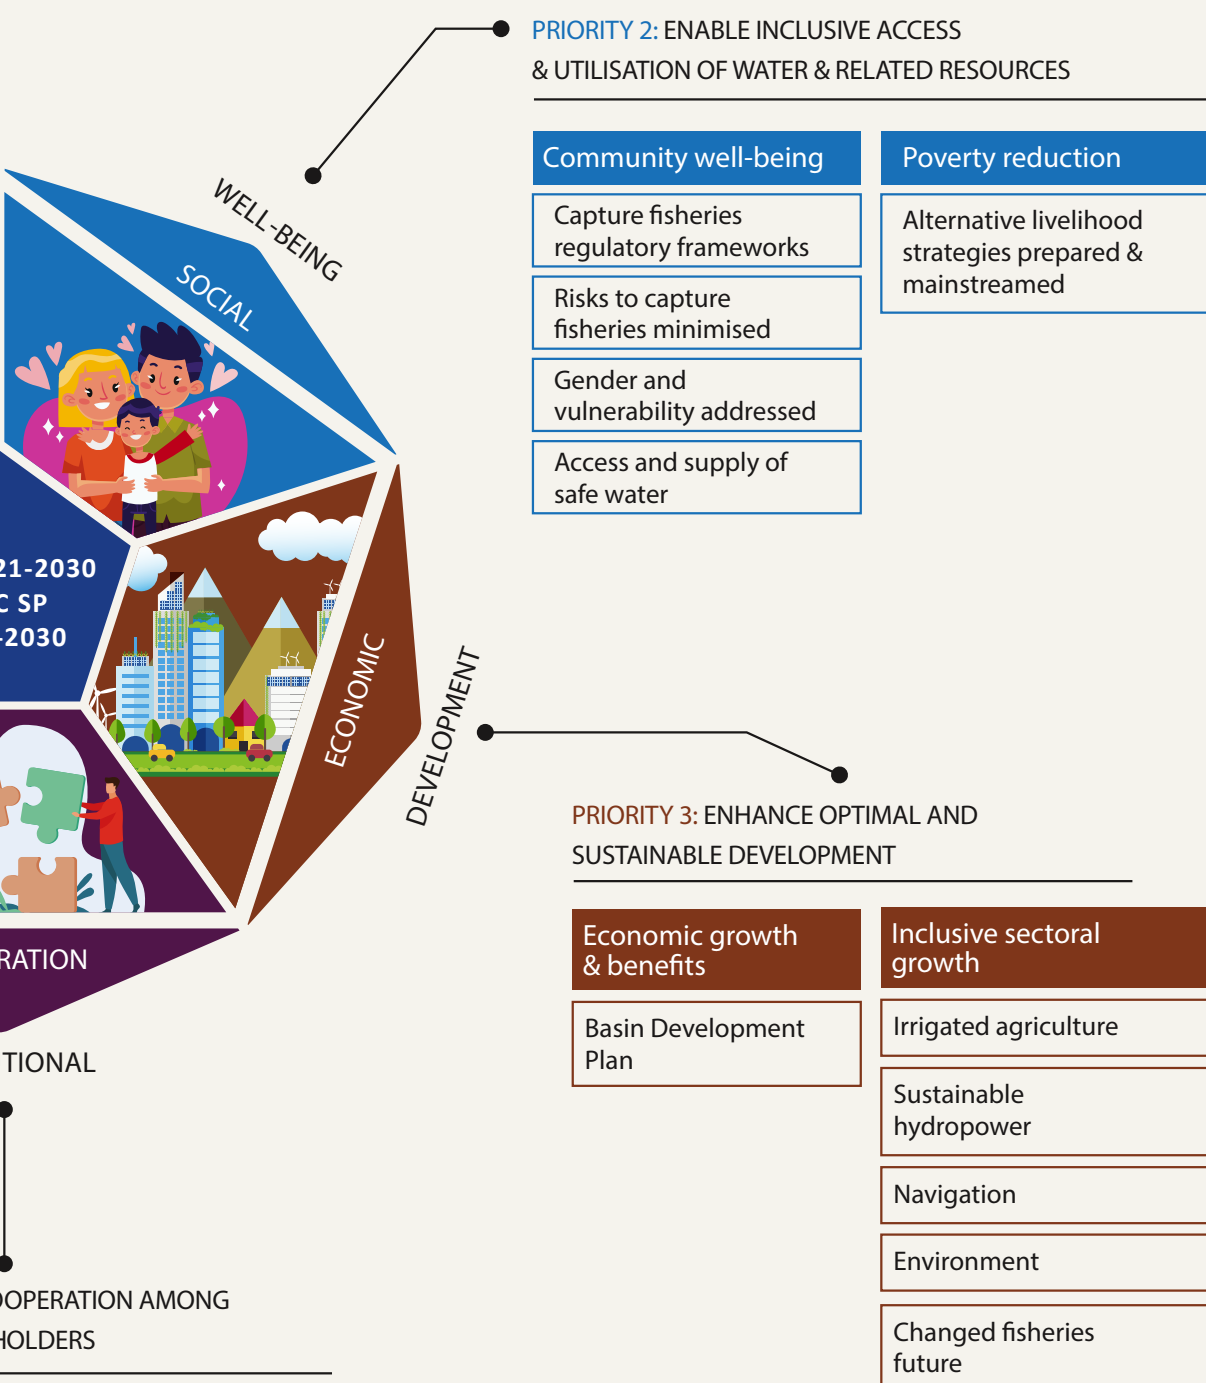 PRIORITY 2: ENABLE INCLUSIVE ACCESS
& UTILISATION OF WATER & RELATED RESOURCES
Community well-being
Capture fisheries
regulatory frameworks
Risks to capture
fisheries minimised
Gender and
vulnerability addressed
Access and supply of
safe water
Poverty reduction
Alternative livelihood
strategies prepared &
mainstreamed
WELL-BEING
SOCIAL
21-2030
C SP
-2030
ECONOMIC
DEVELOPMENT
PRIORITY 3: ENHANCE OPTIMAL AND
SUSTAINABLE DEVELOPMENT
Economic growth
& benefits
Basin Development
Plan
Inclusive sectoral
growth
Irrigated agriculture
Sustainable
hydropower
Navigation
Environment
Changed fisheries
future
RATION
TIONAL
OOPERATION AMONG
HOLDERS